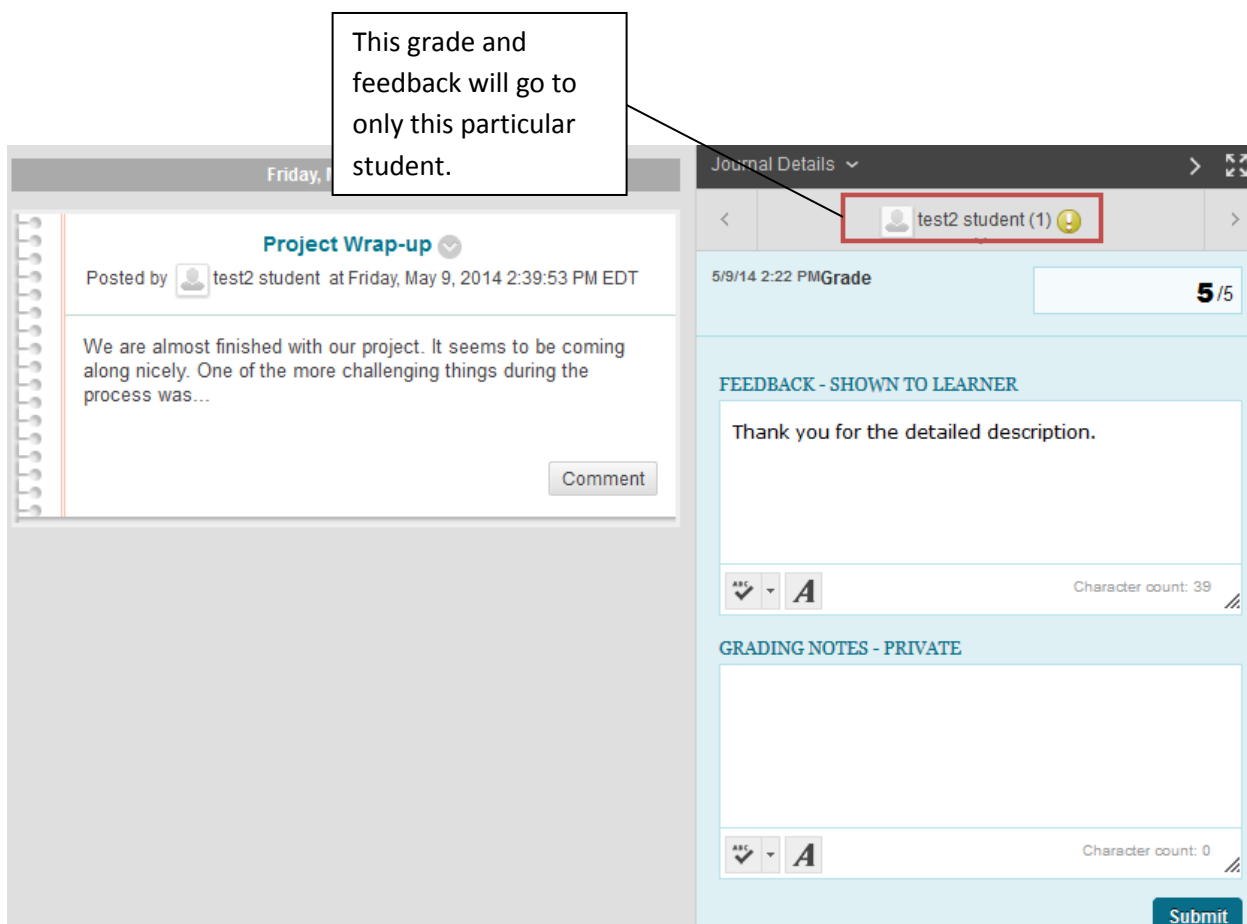 This grade and
feedback will go to
only this particular
student.
Friday,
Project Wrap-up
Posted by test2 student at Friday, May 9, 2014 2:39:53 PM EDT
We are almost finished with our project. It seems to be coming
along nicely. One of the more challenging things during the
process was...
Comment
Journal Details
test2 student (1)
5/9/14 2:22 PMGrade
5/5
FEEDBACK - SHOWN TO LEARNER
Thank you for the detailed description.
ABC A
Character count: 39
GRADING NOTES - PRIVATE
ABC A
Character count: 0
Submit